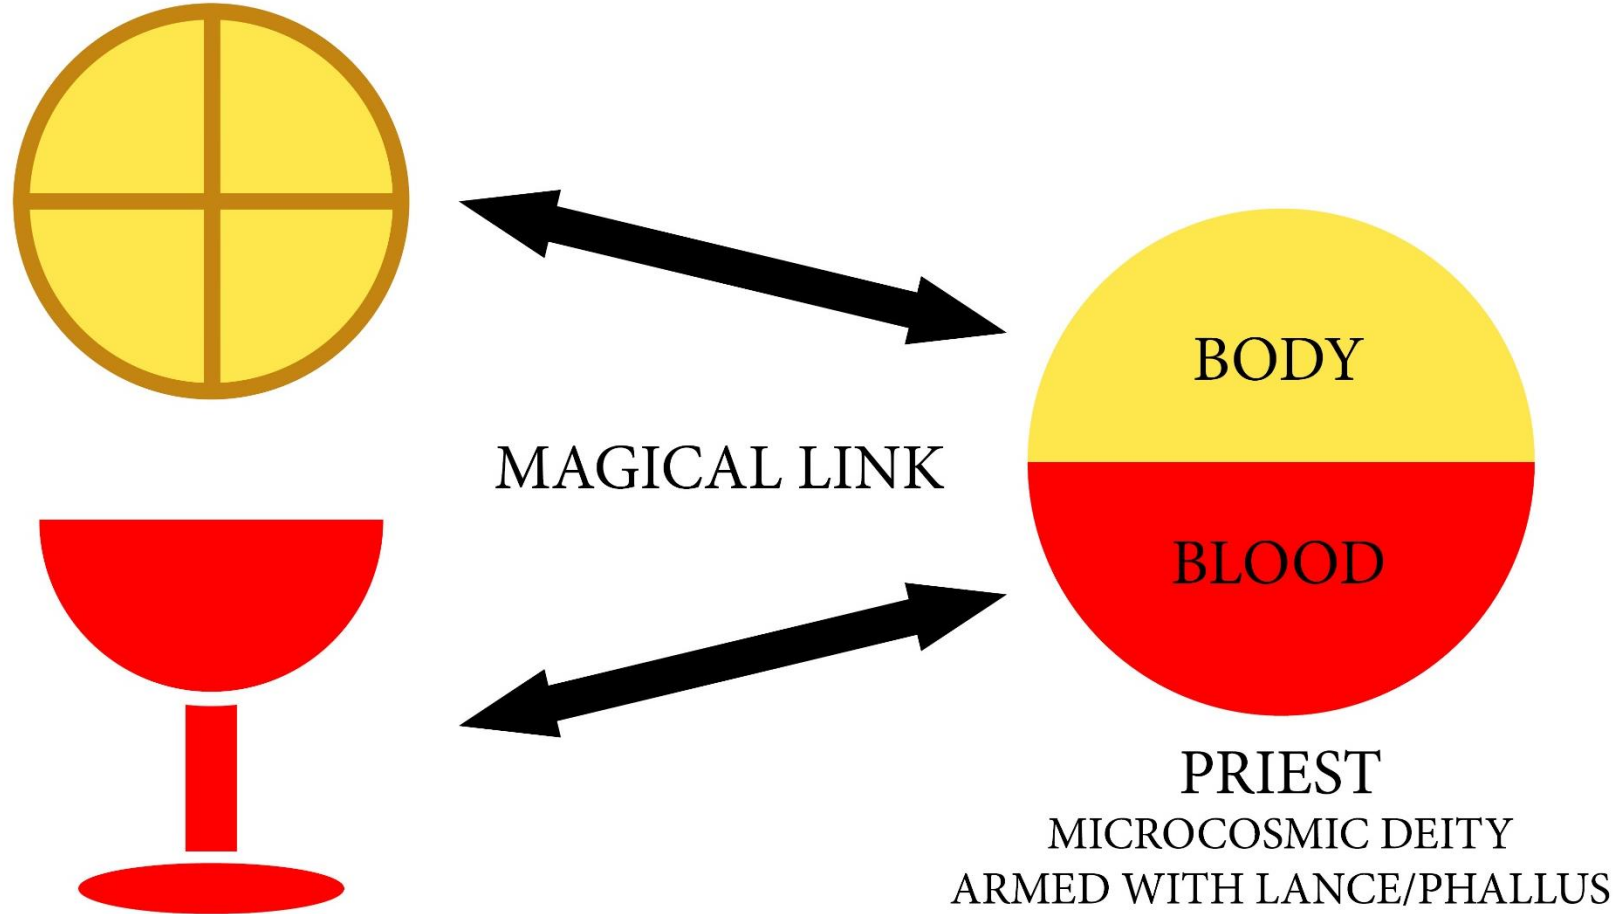 BODY
MAGICAL LINK
BLOOD
PRIEST
MICROCOSMIC DEITY
ARMED WITH LANCE/PHALLUS